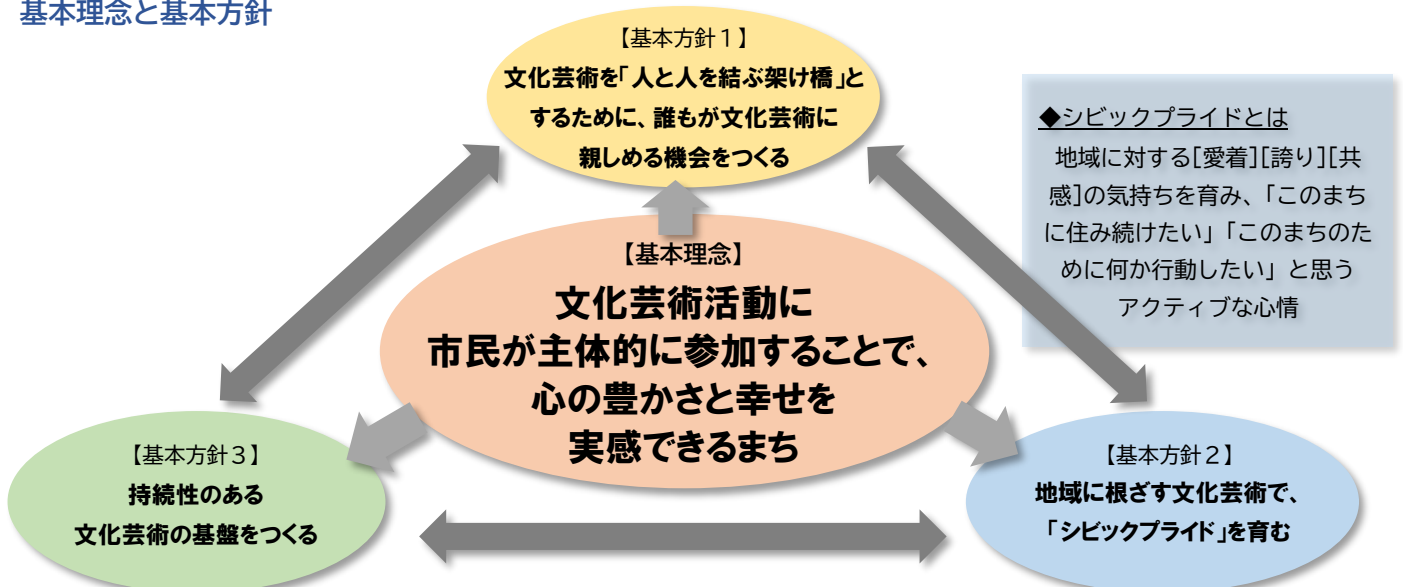 基本理念と基本方針
【基本方針１】
文化芸術を「人と人を結ぶ架け橋」と
するために、誰もが文化芸術に
親しめる機会をつくる
◆シビックプライドとは
地域に対する[愛着][誇り][共
感]の気持ちを育み、「このまち
に住み続けたい」「このまちのた
めに何か行動したい」と思う
アクティブな心情
【基本理念】
文化芸術活動に
市民が主体的に参加することで、
心の豊かさと幸せを
実感できるまち
【基本方針３】
持続性のある
文化芸術の基盤をつくる
【基本方針２】
地域に根ざす文化芸術で、
「シビックプライド」を育む